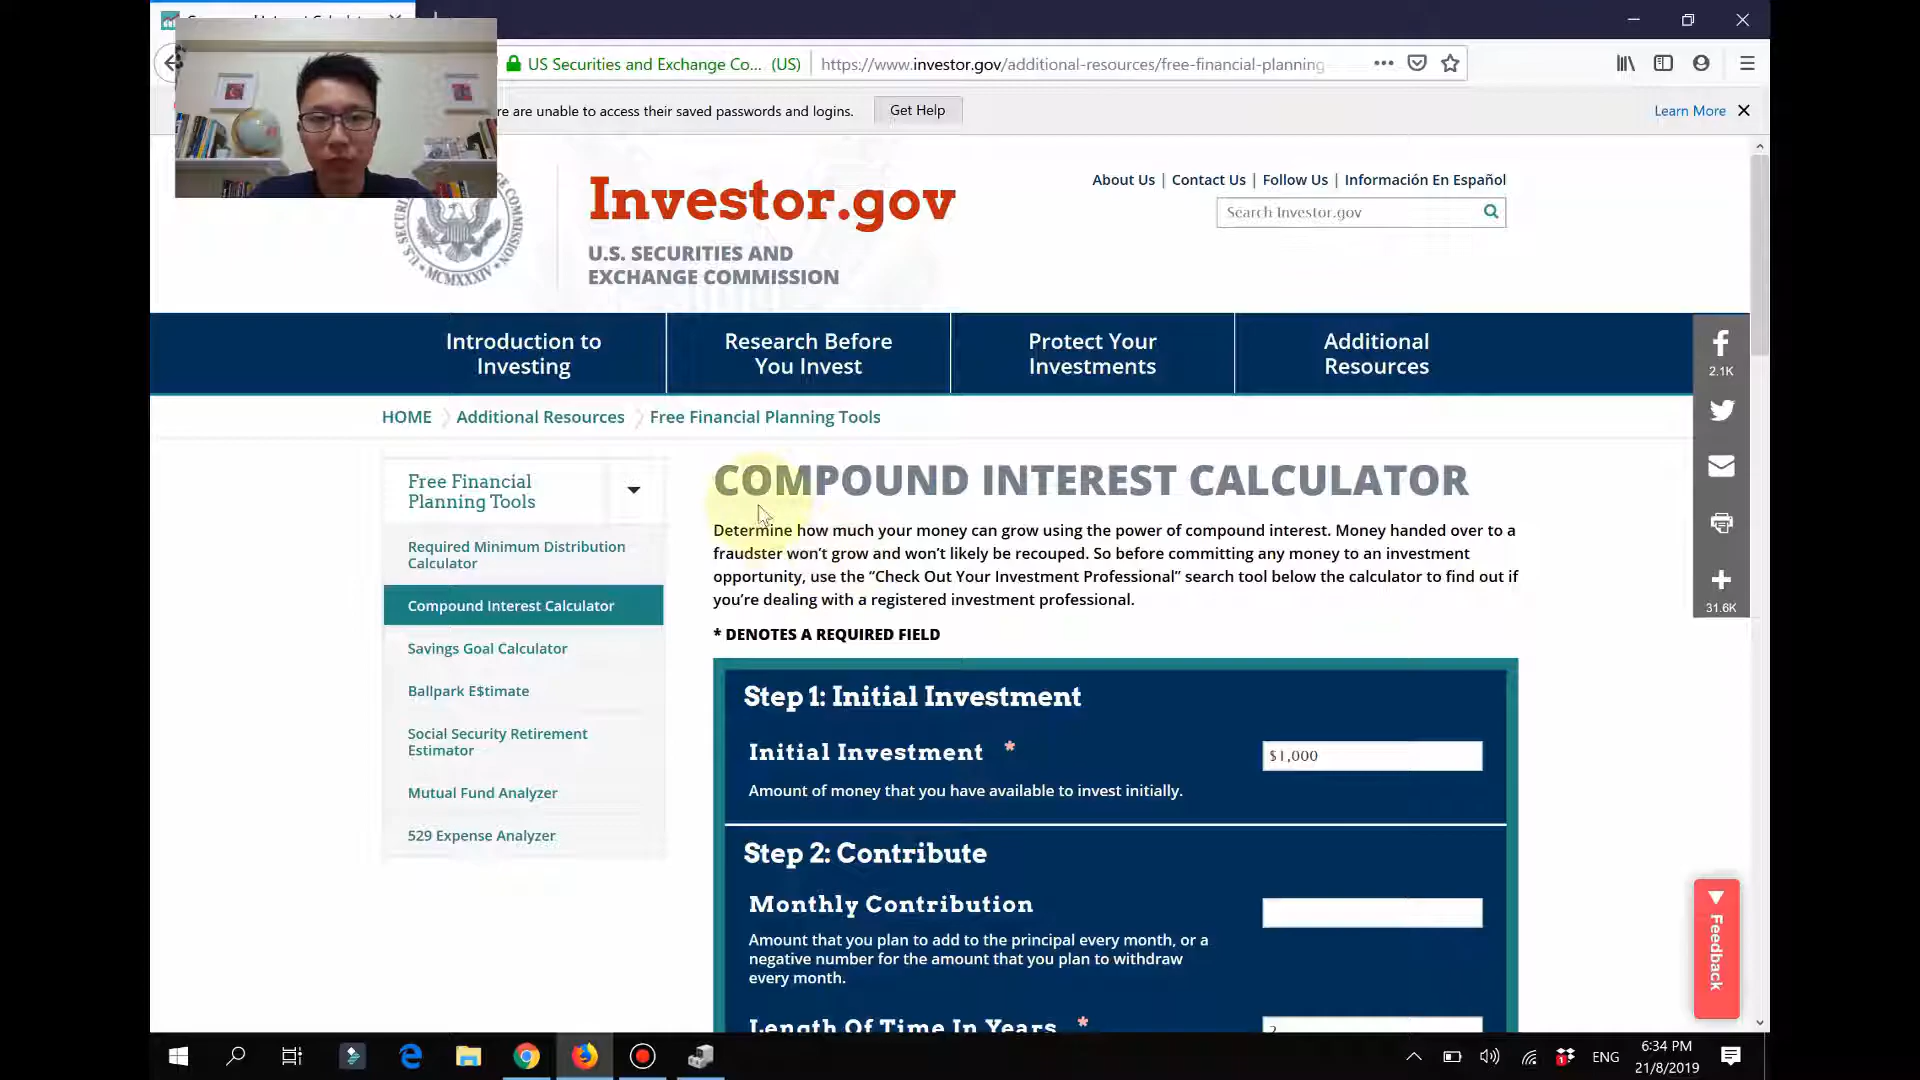 US Securities and Exchange Co... (US)
https://www.investor.gov/additional-resources/free-financial-planning
re are unable to access their saved passwords and logins.
Get Help
Learn More
Investor.gov
U.S. SECURITIES AND
EXCHANGE COMMISSION
MCMXXXIV
About Us | Contact Us | Follow Us | Información En Español
Search Investor.gov
Introduction to
Investing
Research Before
You Invest
Protect Your
Investments
Additional
Resources
2.1K
31.6K
HOME
Additional Resources
Free Financial Planning Tools
Free Financial
Planning Tools
Required Minimum Distribution
Calculator
Compound Interest Calculator
Savings Goal Calculator
Ballpark E$timate
Social Security Retirement
Estimator
Mutual Fund Analyzer
529 Expense Analyzer
COMPOUND INTEREST CALCULATOR
Determine how much your money can grow using the power of compound interest. Money handed over to a
fraudster won’t grow and won’t likely be recouped. So before committing any money to an investment
opportunity, use the “Check Out Your Investment Professional” search tool below the calculator to find out if
you’re dealing with a registered investment professional.
* DENOTES A REQUIRED FIELD
Step 1: Initial Investment
Initial Investment *
$1,000
Amount of money that you have available to invest initially.
Step 2: Contribute
Monthly Contribution
Amount that you plan to add to the principal every month, or a
negative number for the amount that you plan to withdraw
every month.
Length Of Time In Years *
Feedback
ENG
6:34 PM
21/8/2019